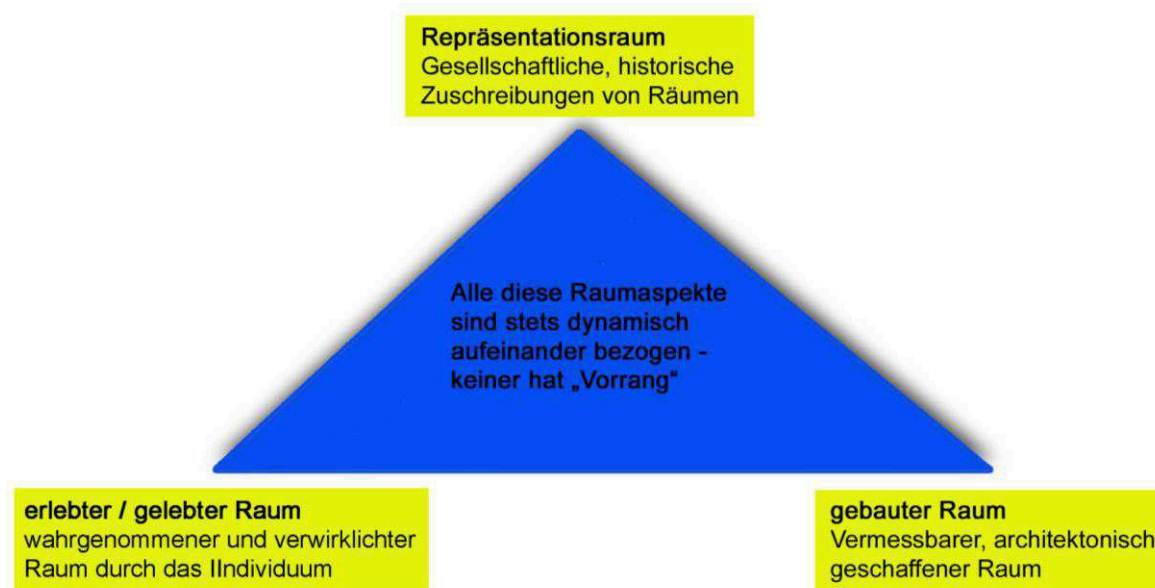 Repräsentationsraum
Gesellschaftliche, historische
Zuschreibungen von Räumen
Alle diese Raumaspekte
sind stets dynamisch
aufeinander bezogen -
keiner hat „Vorrang“
erlebter / gelebter Raum
wahrgenommener und verwirklichter
Raum durch das IIndividuum
gebauter Raum
Vermessbarer, architektonisch
geschaffener Raum